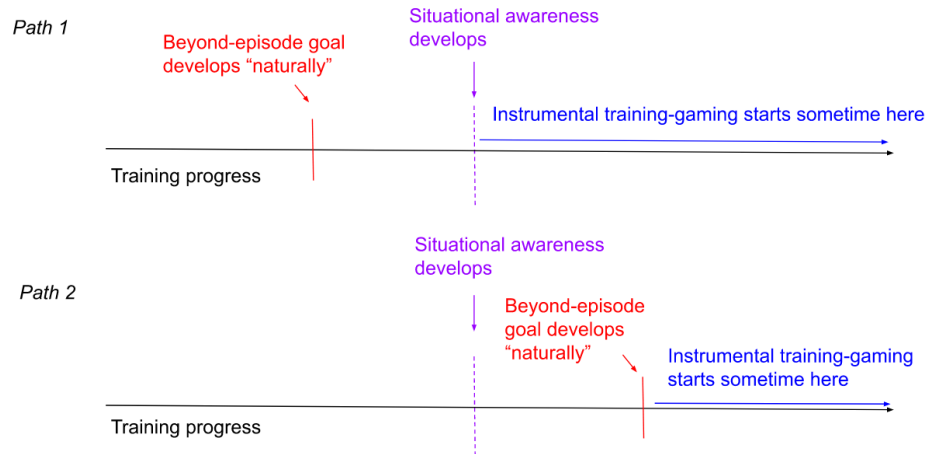 Path 1
Situational awareness
develops
Beyond-episode goal
develops “naturally”
Instrumental training-gaming starts sometime here
Training progress
Situational awareness
develops
Path 2
Beyond-episode
goal develops
“naturally”
Instrumental training-gaming
starts sometime here
Training progress